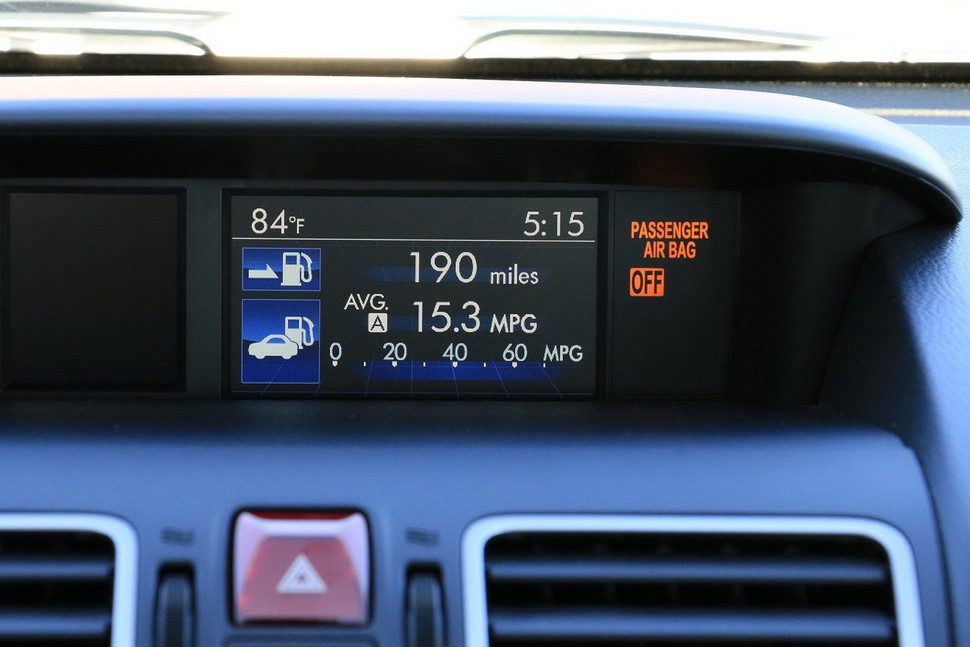 84°F 5:15
190 miles
AVG.
A 15.3 MPG
0 20 40 60 MPG
PASSENGER
AIR BAG
OFF